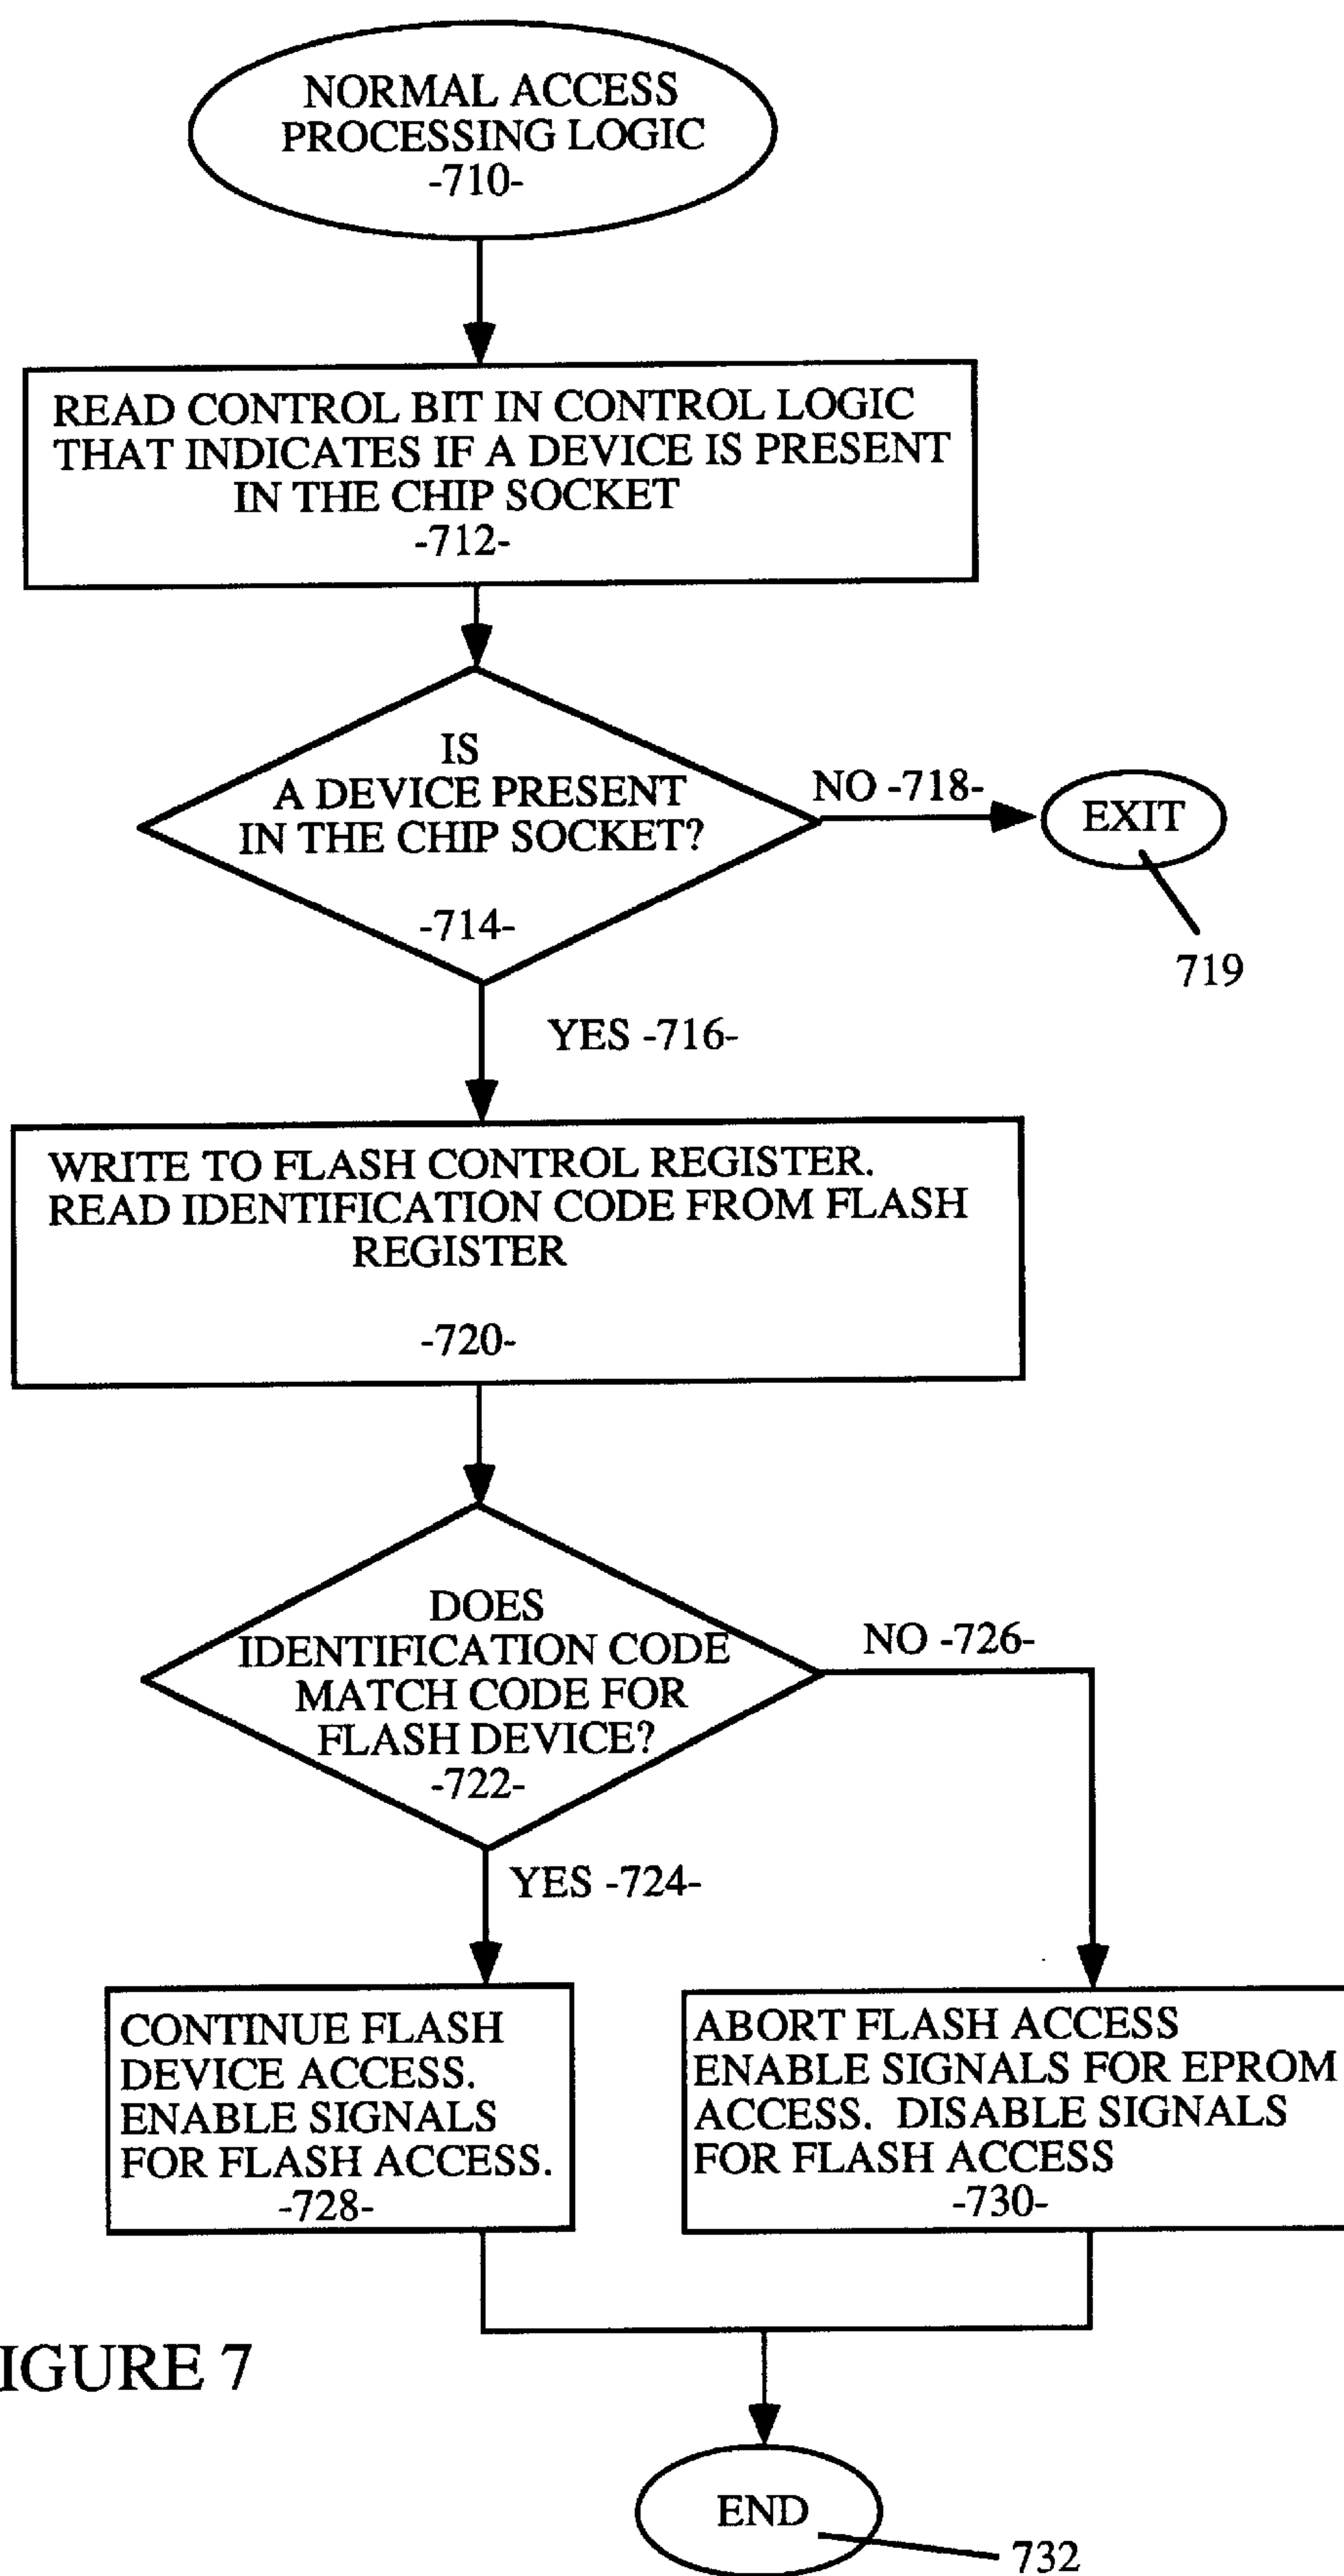 NORMAL ACCESS
PROCESSING LOGIC
-710-
READ CONTROL BIT IN CONTROL LOGIC
THAT INDICATES IF A DEVICE IS PRESENT
IN THE CHIP SOCKET
-712-
IS
A DEVICE PRESENT
IN THE CHIP SOCKET?
-714-
NO -718-
EXIT
719
YES -716-
WRITE TO FLASH CONTROL REGISTER.
READ IDENTIFICATION CODE FROM FLASH
REGISTER
-720-
DOES
IDENTIFICATION CODE
MATCH CODE FOR
FLASH DEVICE?
-722-
NO -726-
YES -724-
CONTINUE FLASH
DEVICE ACCESS.
ENABLE SIGNALS
FOR FLASH ACCESS.
-728-
ABORT FLASH ACCESS
ENABLE SIGNALS FOR EPROM
ACCESS. DISABLE SIGNALS
FOR FLASH ACCESS
-730-
IGURE 7
END
732